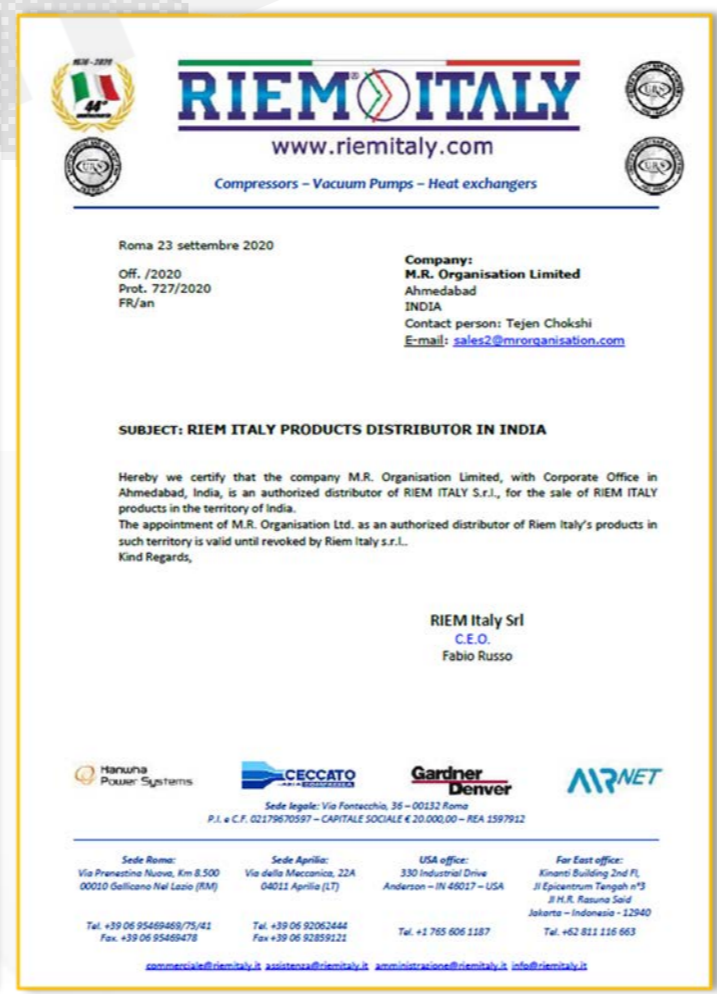 1976 - 2020
44°
RIEM ITALY
www.riemitaly.com
URS
URS
URS
Compressors – Vacuum Pumps – Heat exchangers
Roma 23 settembre 2020
Off. /2020
Prot. 727/2020
FR/an
Company:
M.R. Organisation Limited
Ahmedabad
INDIA
Contact person: Tejen Chokshi
E-mail: sales2@mrorganisation.com
SUBJECT: RIEM ITALY PRODUCTS DISTRIBUTOR IN INDIA
Hereby we certify that the company M.R. Organisation Limited, with Corporate Office in
Ahmedabad, India, is an authorized distributor of RIEM ITALY S.r.l., for the sale of RIEM ITALY
products in the territory of India.
The appointment of M.R. Organisation Ltd. as an authorized distributor of Riem Italy's products in
such territory is valid until revoked by Riem Italy s.r.l..
Kind Regards,
RIEM Italy Srl
C.E.O.
Fabio Russo
Hanwha
Power Systems
CECCATO
ARIA COMPRESSA
Gardner
Denver
AIRNET
Sede legale: Via Fontecchio, 36 – 00132 Roma
P.I. e C.F. 02179670597 – CAPITALE SOCIALE € 20.000,00 – REA 1597912
Sede Roma:
Via Prenestina Nuova, Km 8.500
00010 Gallicano Nel Lazio (RM)
Tel. +39 06 95469469/75/41
Fax. +39 06 95469478
Sede Aprilia:
Via della Meccanica, 22A
04011 Aprilia (LT)
Tel. +39 06 92062444
Fax +39 06 92859121
USA office:
330 Industrial Drive
Anderson – IN 46017 – USA
Tel. +1 765 606 1187
Far East office:
Kinanti Building 2nd Fl,
Jl Epicentrum Tengah n°3
Jl H.R. Rasuna Said
Jakarta – Indonesia - 12940
Tel. +62 811 116 663
commerciale@riemitaly.it assistenza@riemitaly.it amministrazione@riemitaly.it info@riemitaly.it